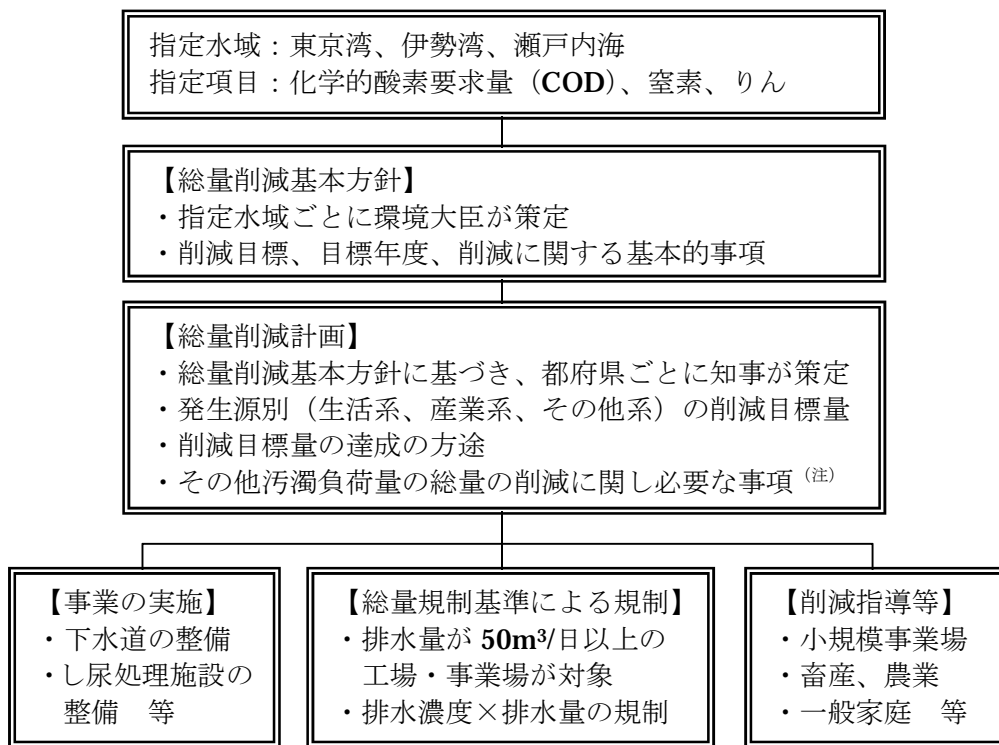 指定水域：東京湾、伊勢湾、瀬戸内海
指定項目：化学的酸素要求量（COD）、窒素、りん
【総量削減基本方針】
・指定水域ごとに環境大臣が策定
・削減目標、目標年度、削減に関する基本的事項
【総量削減計画】
・総量削減基本方針に基づき、都府県ごとに知事が策定
・発生源別（生活系、産業系、その他系）の削減目標量
・削減目標量の達成の方途
・その他汚濁負荷量の総量の削減に関し必要な事項（注）
【事業の実施】
・下水道の整備
・し尿処理施設の
整備　等
【総量規制基準による規制】
・排水量が 50m³/日以上の
工場・事業場が対象
・排水濃度×排水量の規制
【削減指導等】
・小規模事業場
・畜産、農業
・一般家庭　等